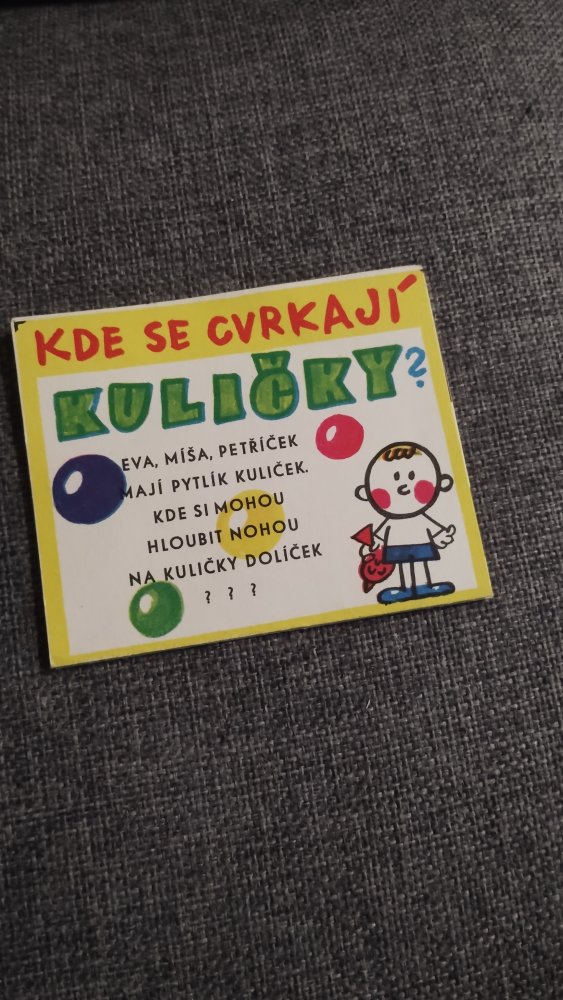 KDE SE CVRKAJÍ
KULIČKY?
EVA, MÍŠA, PETŘÍČEK
MAJÍ PYTLÍK KULIČEK.
KDE SI MOHOU
HLOUBIT NOHOU
NA KULIČKY DOLÍČEK
? ? ?